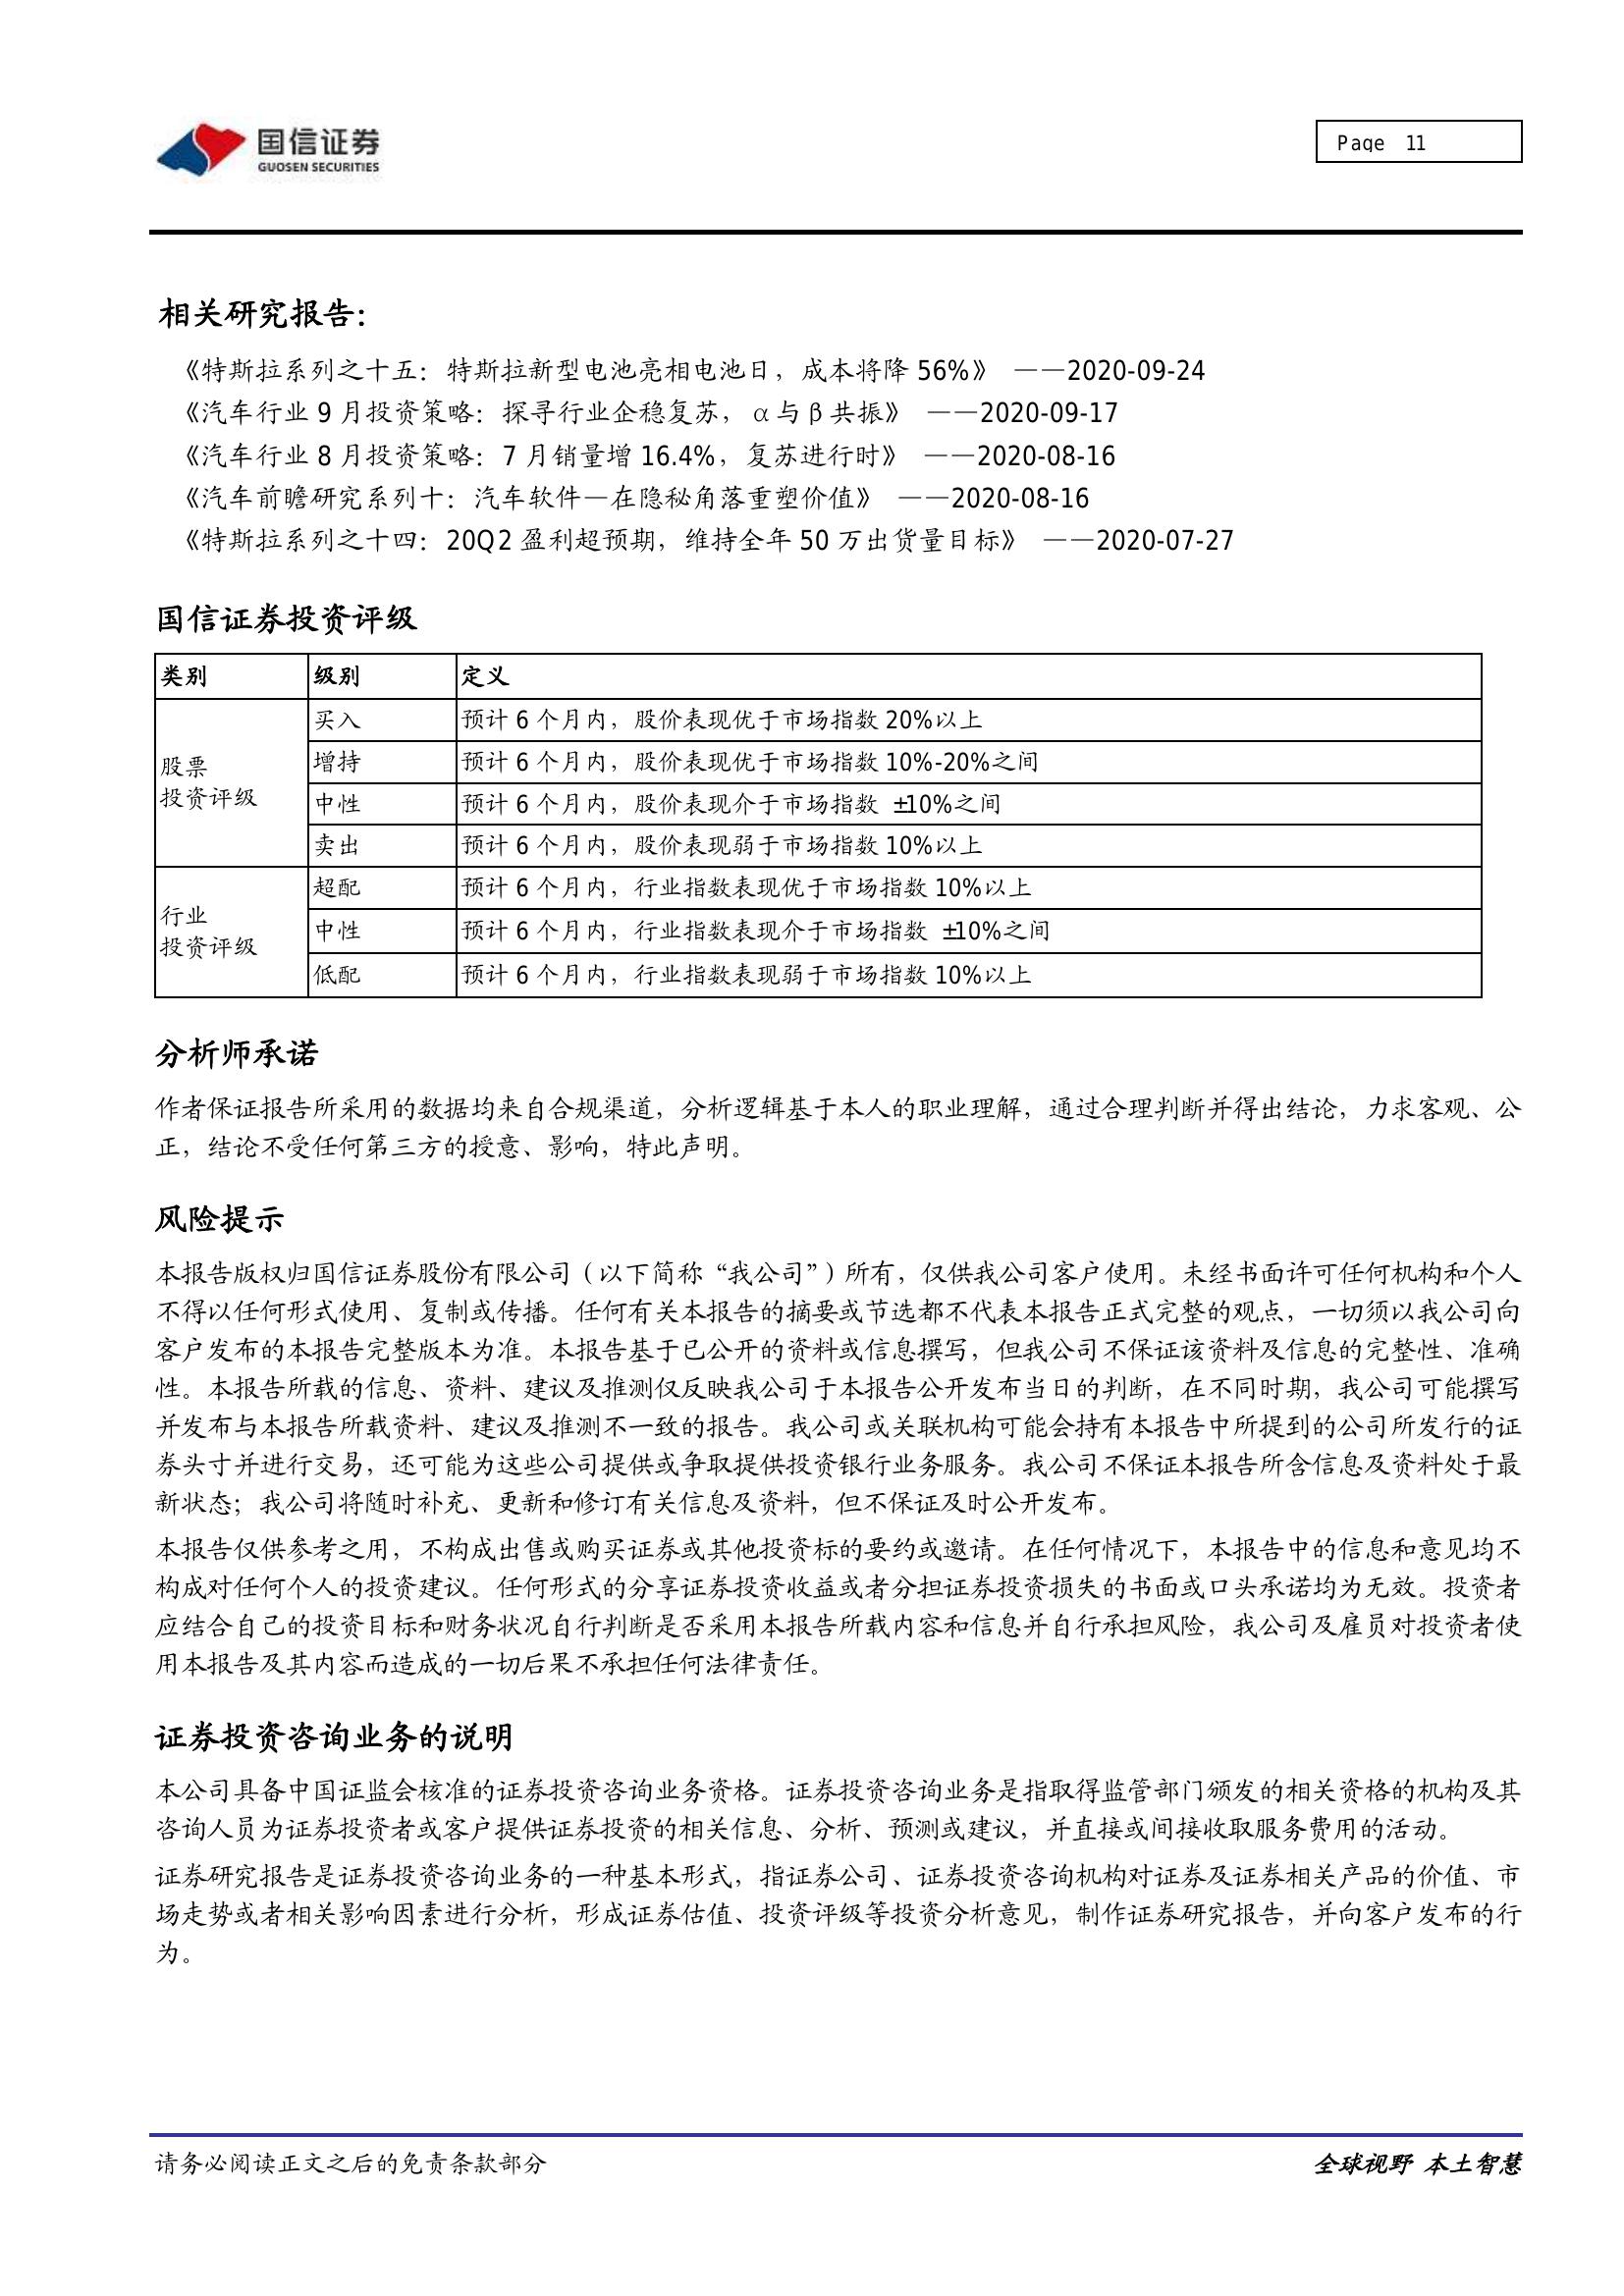 国信证券
GUOSEN SECURITIES
Page 11
相关研究报告：
《特斯拉系列之十五：特斯拉新型电池亮相电池日，成本将降 56%》 ——2020-09-24
《汽车行业 9 月投资策略：探寻行业企稳复苏，α与β共振》 ——2020-09-17
《汽车行业 8 月投资策略：7 月销量增 16.4%，复苏进行时》 ——2020-08-16
《汽车前瞻研究系列十：汽车软件—在隐秘角落重塑价值》 ——2020-08-16
《特斯拉系列之十四：20Q2 盈利超预期，维持全年 50 万出货量目标》 ——2020-07-27
国信证券投资评级
类别 级别 定义
股票
投资评级
买入 预计 6 个月内，股价表现优于市场指数 20%以上
增持 预计 6 个月内，股价表现优于市场指数 10%-20%之间
中性 预计 6 个月内，股价表现介于市场指数 ±10%之间
卖出 预计 6 个月内，股价表现弱于市场指数 10%以上
行业
投资评级
超配 预计 6 个月内，行业指数表现优于市场指数 10%以上
中性 预计 6 个月内，行业指数表现介于市场指数 ±10%之间
低配 预计 6 个月内，行业指数表现弱于市场指数 10%以上
分析师承诺
作者保证报告所采用的数据均来自合规渠道，分析逻辑基于本人的职业理解，通过合理判断并得出结论，力求客观、公
正，结论不受任何第三方的授意、影响，特此声明。
风险提示
本报告版权归国信证券股份有限公司（以下简称“我公司”）所有，仅供我公司客户使用。未经书面许可任何机构和个人
不得以任何形式使用、复制或传播。任何有关本报告的摘要或节选都不代表本报告正式完整的观点，一切须以我公司向
客户发布的本报告完整版本为准。本报告基于已公开的资料或信息撰写，但我公司不保证该资料及信息的完整性、准确
性。本报告所载的信息、资料、建议及推测仅反映我公司于本报告公开发布当日的判断，在不同时期，我公司可能撰写
并发布与本报告所载资料、建议及推测不一致的报告。我公司或关联机构可能会持有本报告中所提到的公司所发行的证
券头寸并进行交易，还可能为这些公司提供或争取提供投资银行业务服务。我公司不保证本报告所含信息及资料处于最
新状态；我公司将随时补充、更新和修订有关信息及资料，但不保证及时公开发布。
本报告仅供参考之用，不构成出售或购买证券或其他投资标的要约或邀请。在任何情况下，本报告中的信息和意见均不
构成对任何个人的投资建议。任何形式的分享证券投资收益或者分担证券投资损失的书面或口头承诺均为无效。投资者
应结合自己的投资目标和财务状况自行判断是否采用本报告所载内容和信息并自行承担风险，我公司及雇员对投资者使
用本报告及其内容而造成的一切后果不承担任何法律责任。
证券投资咨询业务的说明
本公司具备中国证监会核准的证券投资咨询业务资格。证券投资咨询业务是指取得监管部门颁发的相关资格的机构及其
咨询人员为证券投资者或客户提供证券投资的相关信息、分析、预测或建议，并直接或间接收取服务费用的活动。
证券研究报告是证券投资咨询业务的一种基本形式，指证券公司、证券投资咨询机构对证券及证券相关产品的价值、市
场走势或者相关影响因素进行分析，形成证券估值、投资评级等投资分析意见，制作证券研究报告，并向客户发布的行
为。
请务必阅读正文之后的免责条款部分
全球视野 本土智慧